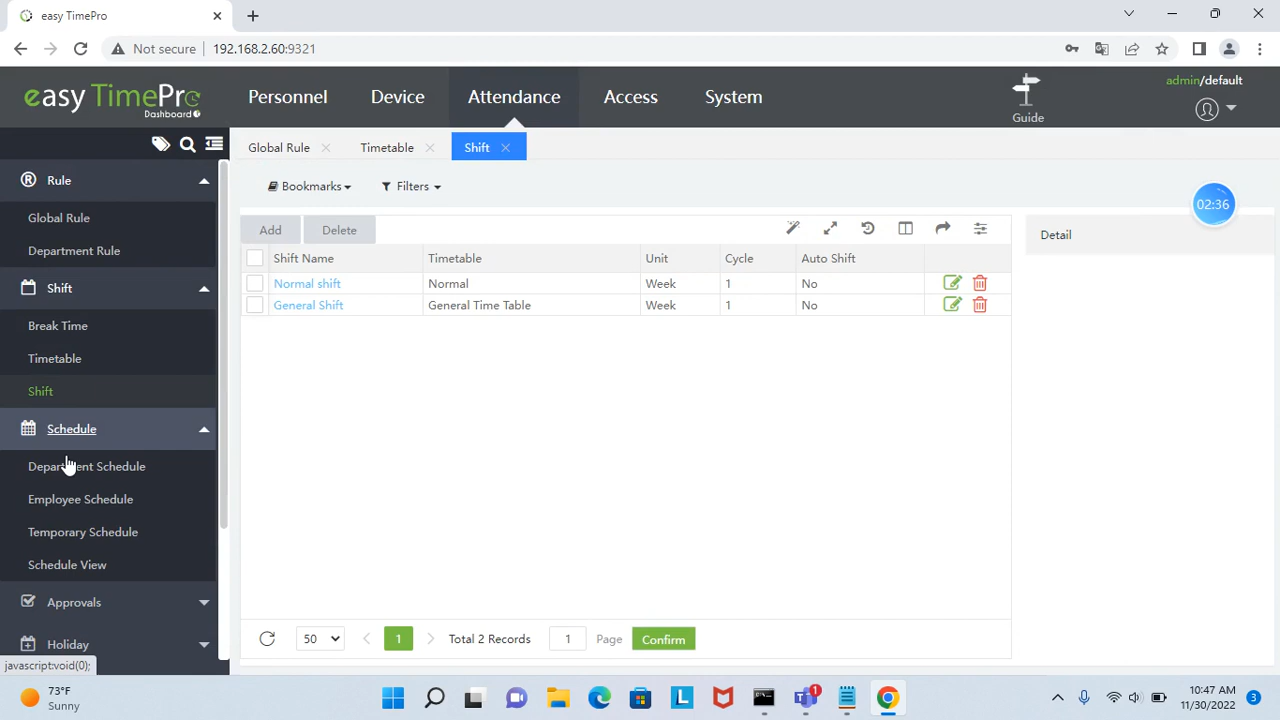 easy TimePro
Not secure
192.168.2.60:9321
easy TimePro
Dashboard
Personnel
Device
Attendance
Access
System
Guide
admin/default
Global Rule
Timetable
Shift
02:36
Rule
Global Rule
Department Rule
Shift
Break Time
Timetable
Shift
Schedule
Department Schedule
Employee Schedule
Temporary Schedule
Schedule View
Approvals
Holiday
javascript:void(0);
Bookmarks
Filters
Add
Delete
Detail
Shift Name Timetable Unit Cycle Auto Shift
Normal shift Normal Week 1 No
General Shift General Time Table Week 1 No
50
1
Total 2 Records
1
Page
Confirm
73°F
Sunny
1
10:47 AM
11/30/2022
3